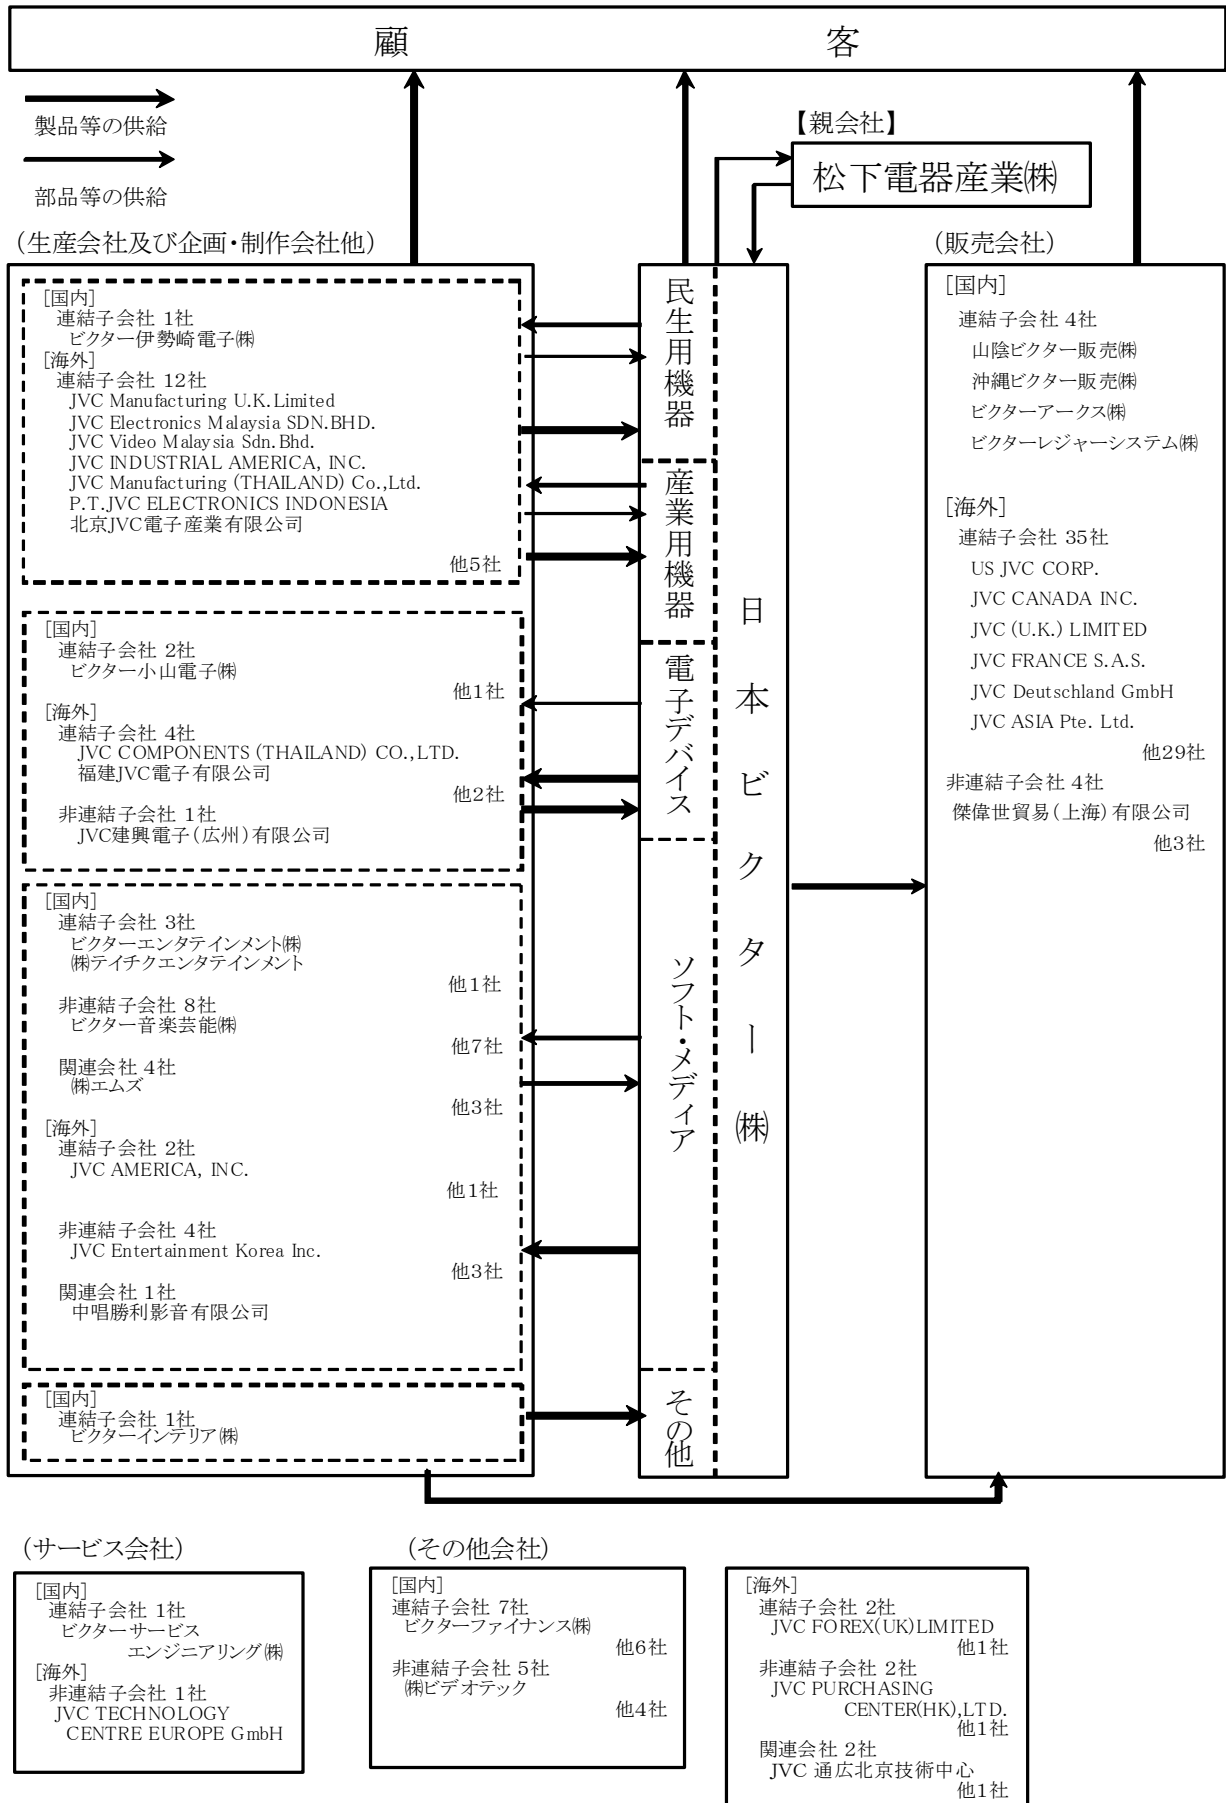 顧客
製品等の供給
部品等の供給
【親会社】
松下電器産業㈱
(生産会社及び企画・制作会社他)
[国内]
連結子会社 1社
ビクター伊勢崎電子㈱
[海外]
連結子会社 12社
JVC Manufacturing U.K.Limited
JVC Electronics Malaysia SDN.BHD.
JVC Video Malaysia Sdn.Bhd.
JVC INDUSTRIAL AMERICA, INC.
JVC Manufacturing (THAILAND) Co.,Ltd.
P.T.JVC ELECTRONICS INDONESIA
北京JVC電子産業有限公司
他5社
[国内]
連結子会社 2社
ビクター小山電子㈱
他1社
[海外]
連結子会社 4社
JVC COMPONENTS (THAILAND) CO.,LTD.
福建JVC電子有限公司
他2社
非連結子会社 1社
JVC建興電子(広州)有限公司
[国内]
連結子会社 3社
ビクターエンタテインメント㈱
㈱テイチクエンタテインメント
他1社
非連結子会社 8社
ビクター音楽芸能㈱
他7社
関連会社 4社
㈱エムズ
他3社
[海外]
連結子会社 2社
JVC AMERICA, INC.
他1社
非連結子会社 4社
JVC Entertainment Korea Inc.
他3社
関連会社 1社
中唱勝利影音有限公司
[国内]
連結子会社 1社
ビクターインテリア㈱
民生用機器
産業用機器
電子デバイス
ソフト・メディア
その他
日本ビクター㈱
(販売会社)
[国内]
連結子会社 4社
山陰ビクター販売㈱
沖縄ビクター販売㈱
ビクターアークス㈱
ビクターレジャーシステム㈱
[海外]
連結子会社 35社
US JVC CORP.
JVC CANADA INC.
JVC (U.K.) LIMITED
JVC FRANCE S.A.S.
JVC Deutschland GmbH
JVC ASIA Pte. Ltd.
他29社
非連結子会社 4社
傑偉世貿易(上海)有限公司
他3社
(サービス会社)
[国内]
連結子会社 1社
ビクターサービス
エンジニアリング㈱
[海外]
非連結子会社 1社
JVC TECHNOLOGY
CENTRE EUROPE GmbH
(その他会社)
[国内]
連結子会社 7社
ビクターファイナンス㈱
他6社
非連結子会社 5社
㈱ビデオテック
他4社
[海外]
連結子会社 2社
JVC FOREX(UK)LIMITED
他1社
非連結子会社 2社
JVC PURCHASING
CENTER(HK),LTD.
他1社
関連会社 2社
JVC 通広北京技術中心
他1社